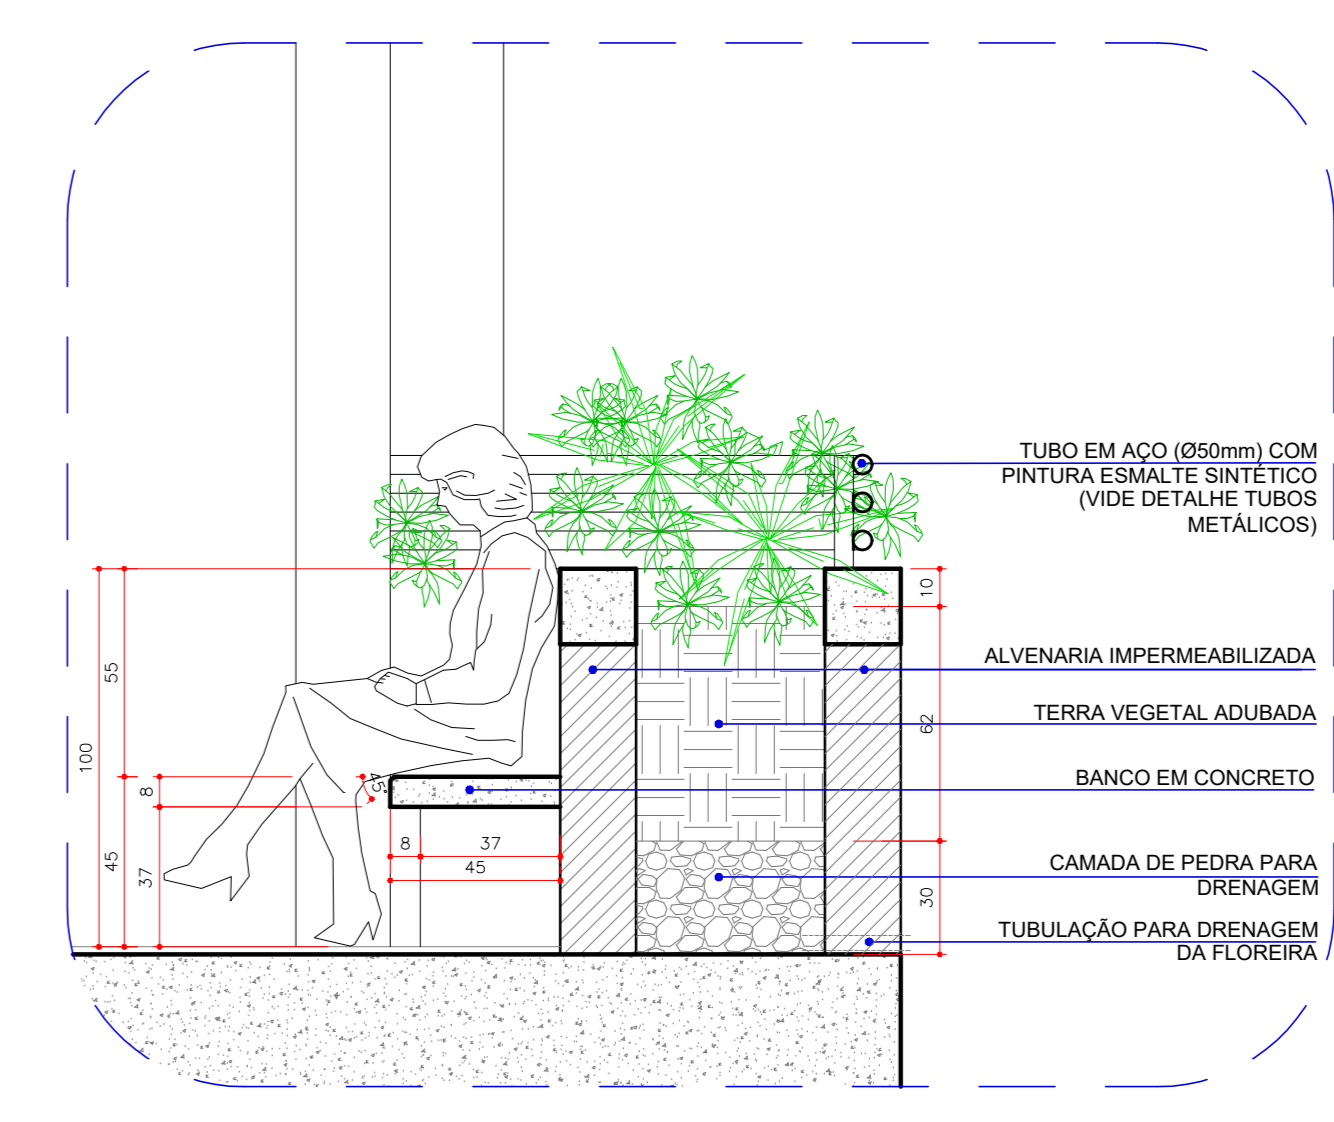 TUBO EM AÇO (Ø50mm) COM
PINTURA ESMALTE SINTÉTICO
(VIDE DETALHE TUBOS
METÁLICOS)
10
ALVENARIA IMPERMEABILIZADA
55
TERRA VEGETAL ADUBADA
62
100
BANCO EM CONCRETO
8
45°
8
37
45
45
37
CAMADA DE PEDRA PARA
DRENAGEM
30
TUBULAÇÃO PARA DRENAGEM
DA FLOREIRA